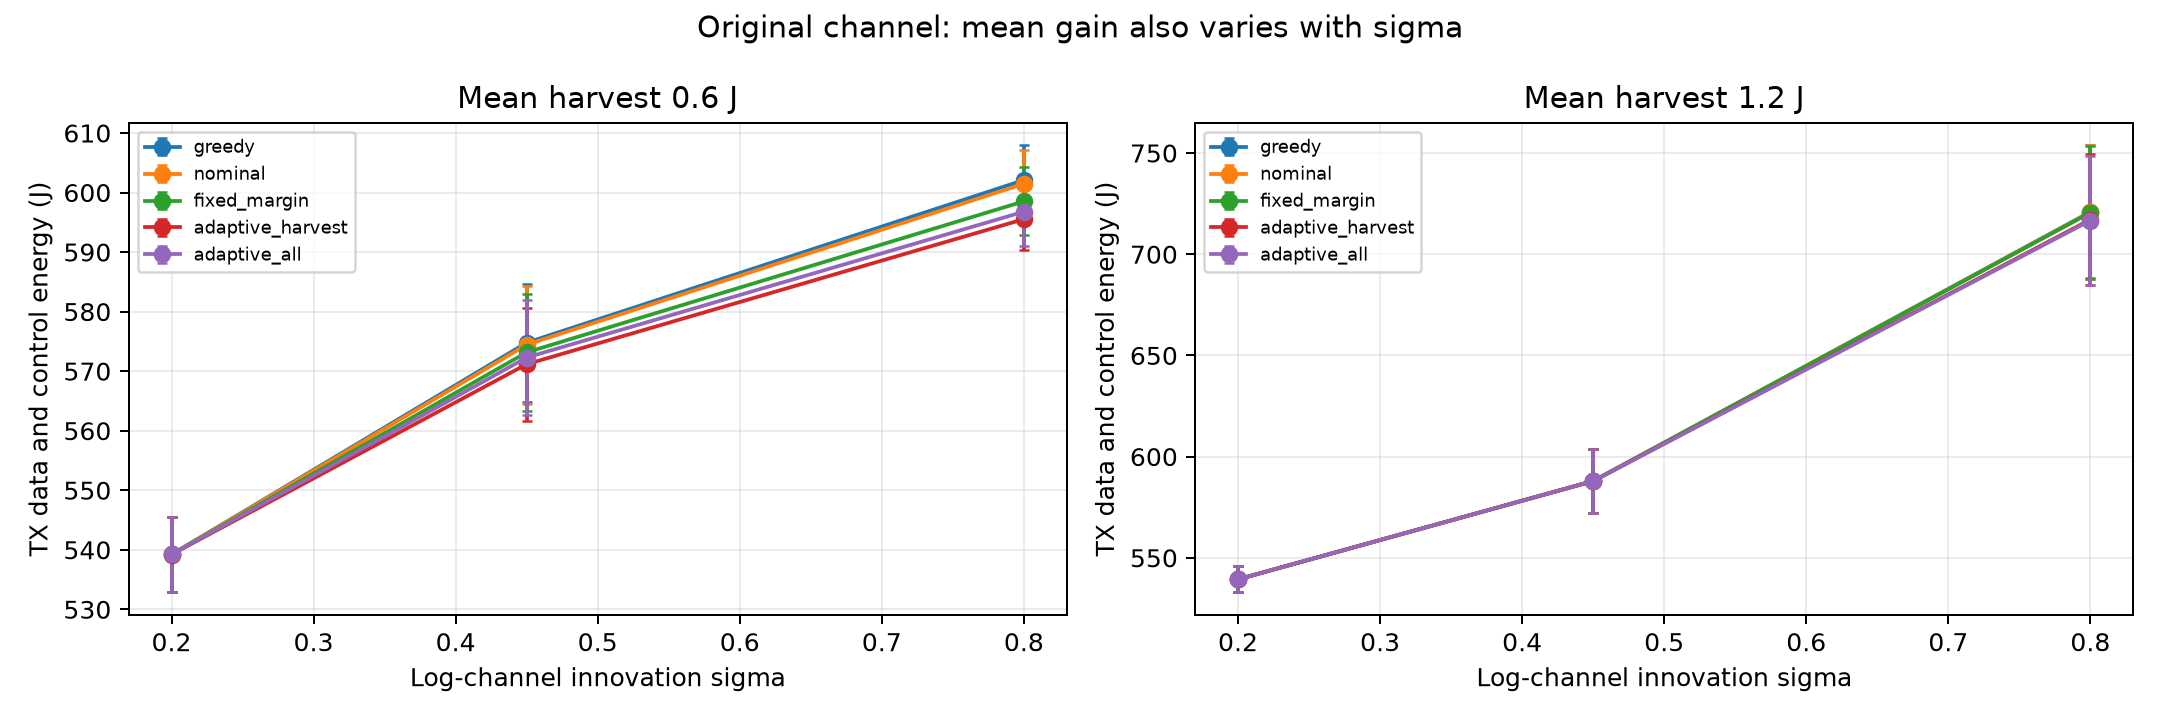 Original channel: mean gain also varies with sigma
Mean harvest 0.6 J
TX data and control energy (J)
610
600
590
580
570
560
550
540
530
greedy
nominal
fixed_margin
adaptive_harvest
adaptive_all
0.2 0.3 0.4 0.5 0.6 0.7 0.8
Log-channel innovation sigma
Mean harvest 1.2 J
TX data and control energy (J)
750
700
650
600
550
greedy
nominal
fixed_margin
adaptive_harvest
adaptive_all
0.2 0.3 0.4 0.5 0.6 0.7 0.8
Log-channel innovation sigma